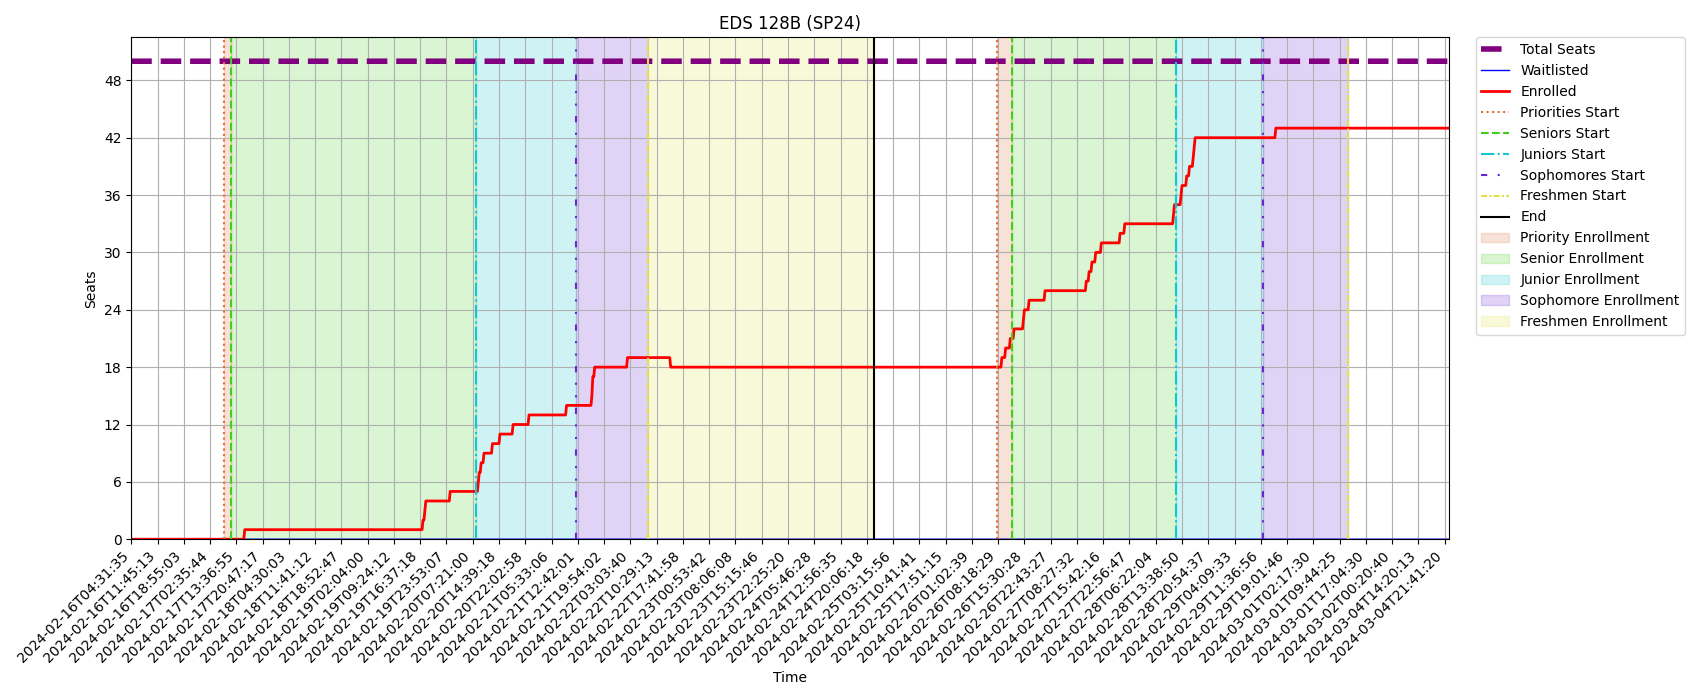 EDS 128B (SP24)
Seats
48
42
36
30
24
18
12
6
0
2024-02-16T04:31:35
2024-02-16T11:45:13
2024-02-16T18:55:03
2024-02-17T02:35:44
2024-02-17T13:36:55
2024-02-17T20:47:17
2024-02-18T04:30:03
2024-02-18T11:41:12
2024-02-18T18:52:47
2024-02-19T02:04:00
2024-02-19T09:24:12
2024-02-19T16:37:18
2024-02-19T23:53:07
2024-02-20T07:21:00
2024-02-20T14:39:18
2024-02-20T22:02:58
2024-02-21T05:33:06
2024-02-21T12:42:01
2024-02-21T19:54:02
2024-02-22T03:03:40
2024-02-22T10:29:13
2024-02-22T17:41:58
2024-02-23T00:53:42
2024-02-23T08:06:08
2024-02-23T15:15:46
2024-02-23T22:25:20
2024-02-24T05:46:28
2024-02-24T12:56:35
2024-02-24T20:06:18
2024-02-25T03:15:56
2024-02-25T10:41:41
2024-02-25T17:51:15
2024-02-26T01:02:39
2024-02-26T08:18:29
2024-02-26T15:30:28
2024-02-26T22:43:27
2024-02-27T08:27:32
2024-02-27T15:42:16
2024-02-27T22:56:47
2024-02-28T06:22:04
2024-02-28T13:38:50
2024-02-28T20:54:37
2024-02-29T04:09:33
2024-02-29T11:36:56
2024-02-29T19:01:46
2024-03-01T02:17:30
2024-03-01T09:44:25
2024-03-01T17:04:30
2024-03-02T00:20:40
2024-03-04T14:20:13
2024-03-04T21:41:20
Time
Total Seats
Waitlisted
Enrolled
Priorities Start
Seniors Start
Juniors Start
Sophomores Start
Freshmen Start
End
Priority Enrollment
Senior Enrollment
Junior Enrollment
Sophomore Enrollment
Freshmen Enrollment